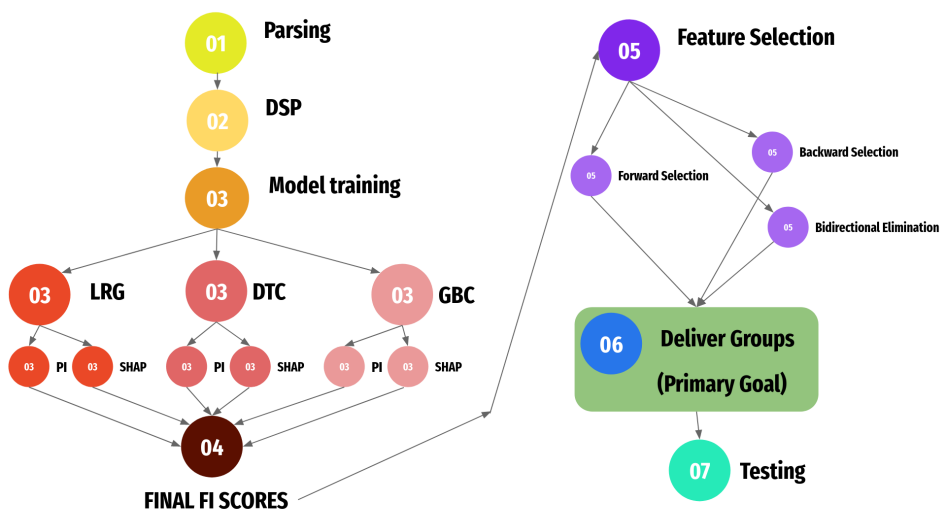 01
Parsing
02
DSP
03
Model training
03
LRG
03
DTC
03
GBC
03
PI
03
SHAP
03
PI
03
SHAP
03
PI
03
SHAP
04
FINAL FI SCORES
05
Feature Selection
05
Backward Selection
05
Forward Selection
05
Bidirectional Elimination
06
Deliver Groups
(Primary Goal)
07
Testing